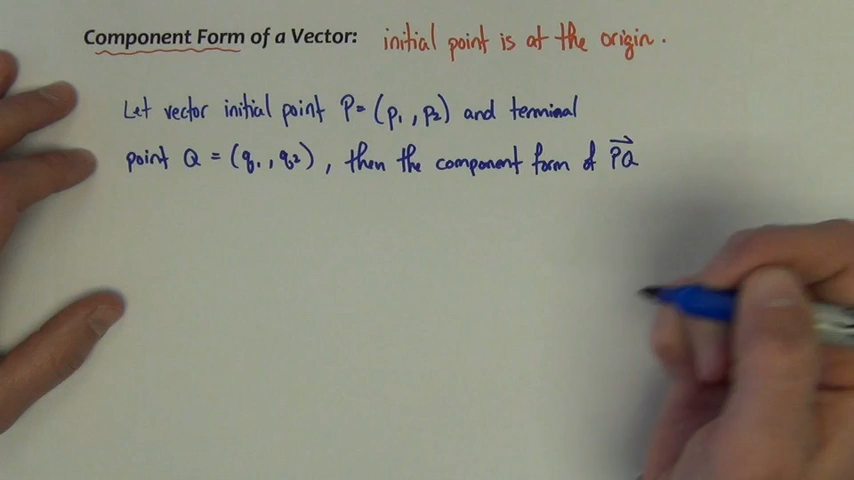 Component Form of a Vector: initial point is at the origin.
Let vector initial point P=(p₁, p₂) and terminal
point Q = (q₁, q₂), then the component form of \overrightarrow{PQ}